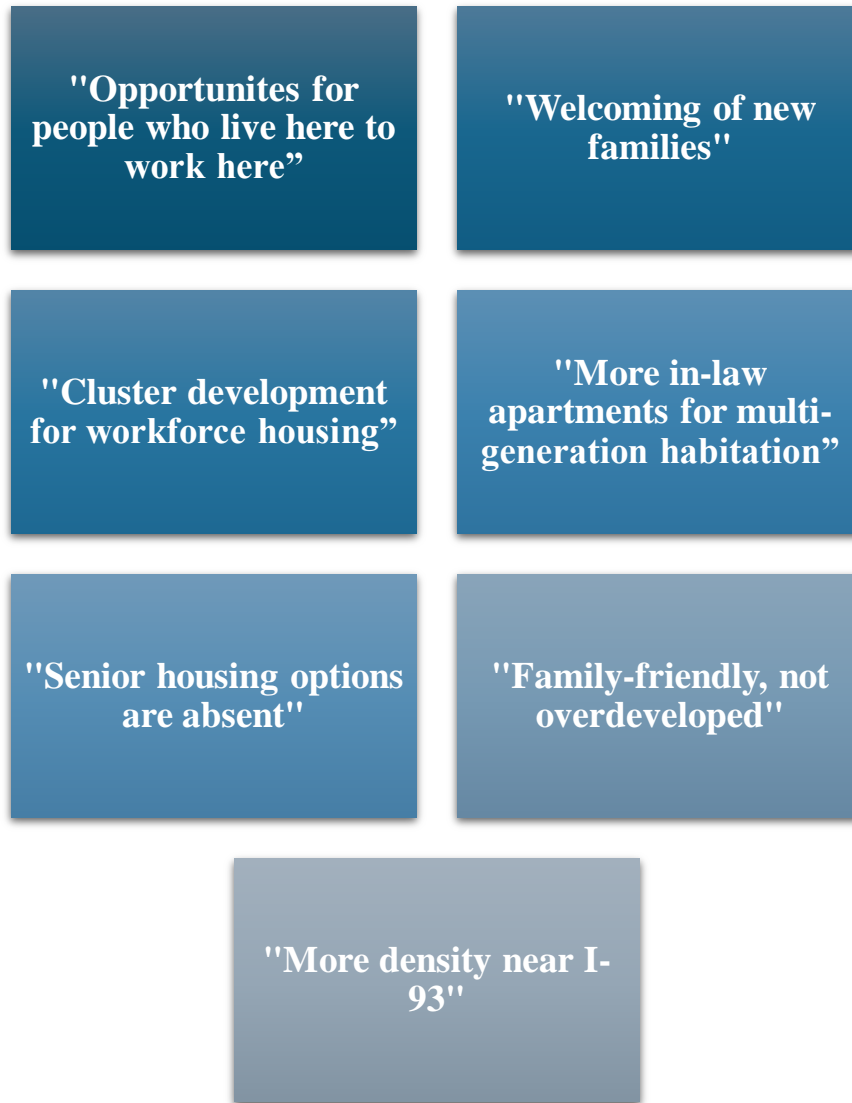 "Opportunites for
people who live here to
work here”
"Welcoming of new
families"
"Cluster development
for workforce housing”
"More in-law
apartments for multi-
generation habitation”
"Senior housing options
are absent"
"Family-friendly, not
overdeveloped"
"More density near I-
93"